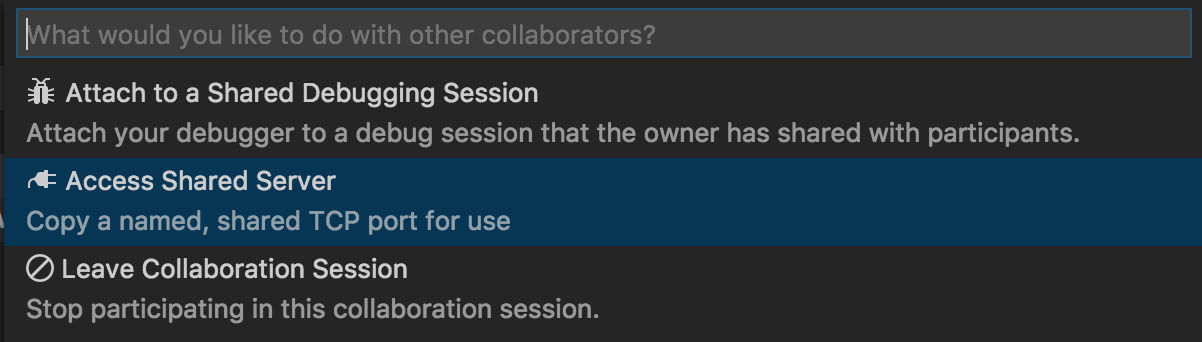 What would you like to do with other collaborators?
Attach to a Shared Debugging Session
Attach your debugger to a debug session that the owner has shared with participants.
Access Shared Server
Copy a named, shared TCP port for use
Leave Collaboration Session
Stop participating in this collaboration session.